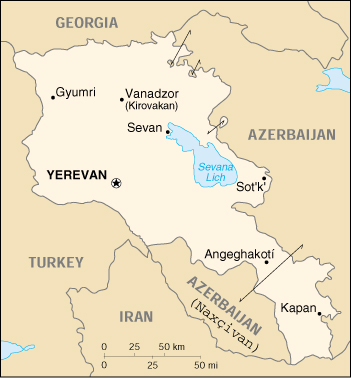 GEORGIA
Gyumri
Vanadzor
(Kirovakan)
Sevan
AZERBAIJAN
Sevana
Lich
YEREVAN
Sot'k'
Angeghakotí
TURKEY
AZERBAIJAN
(Naxçivan)
IRAN
Kapan
0 25 50 km
0 25 50 mi